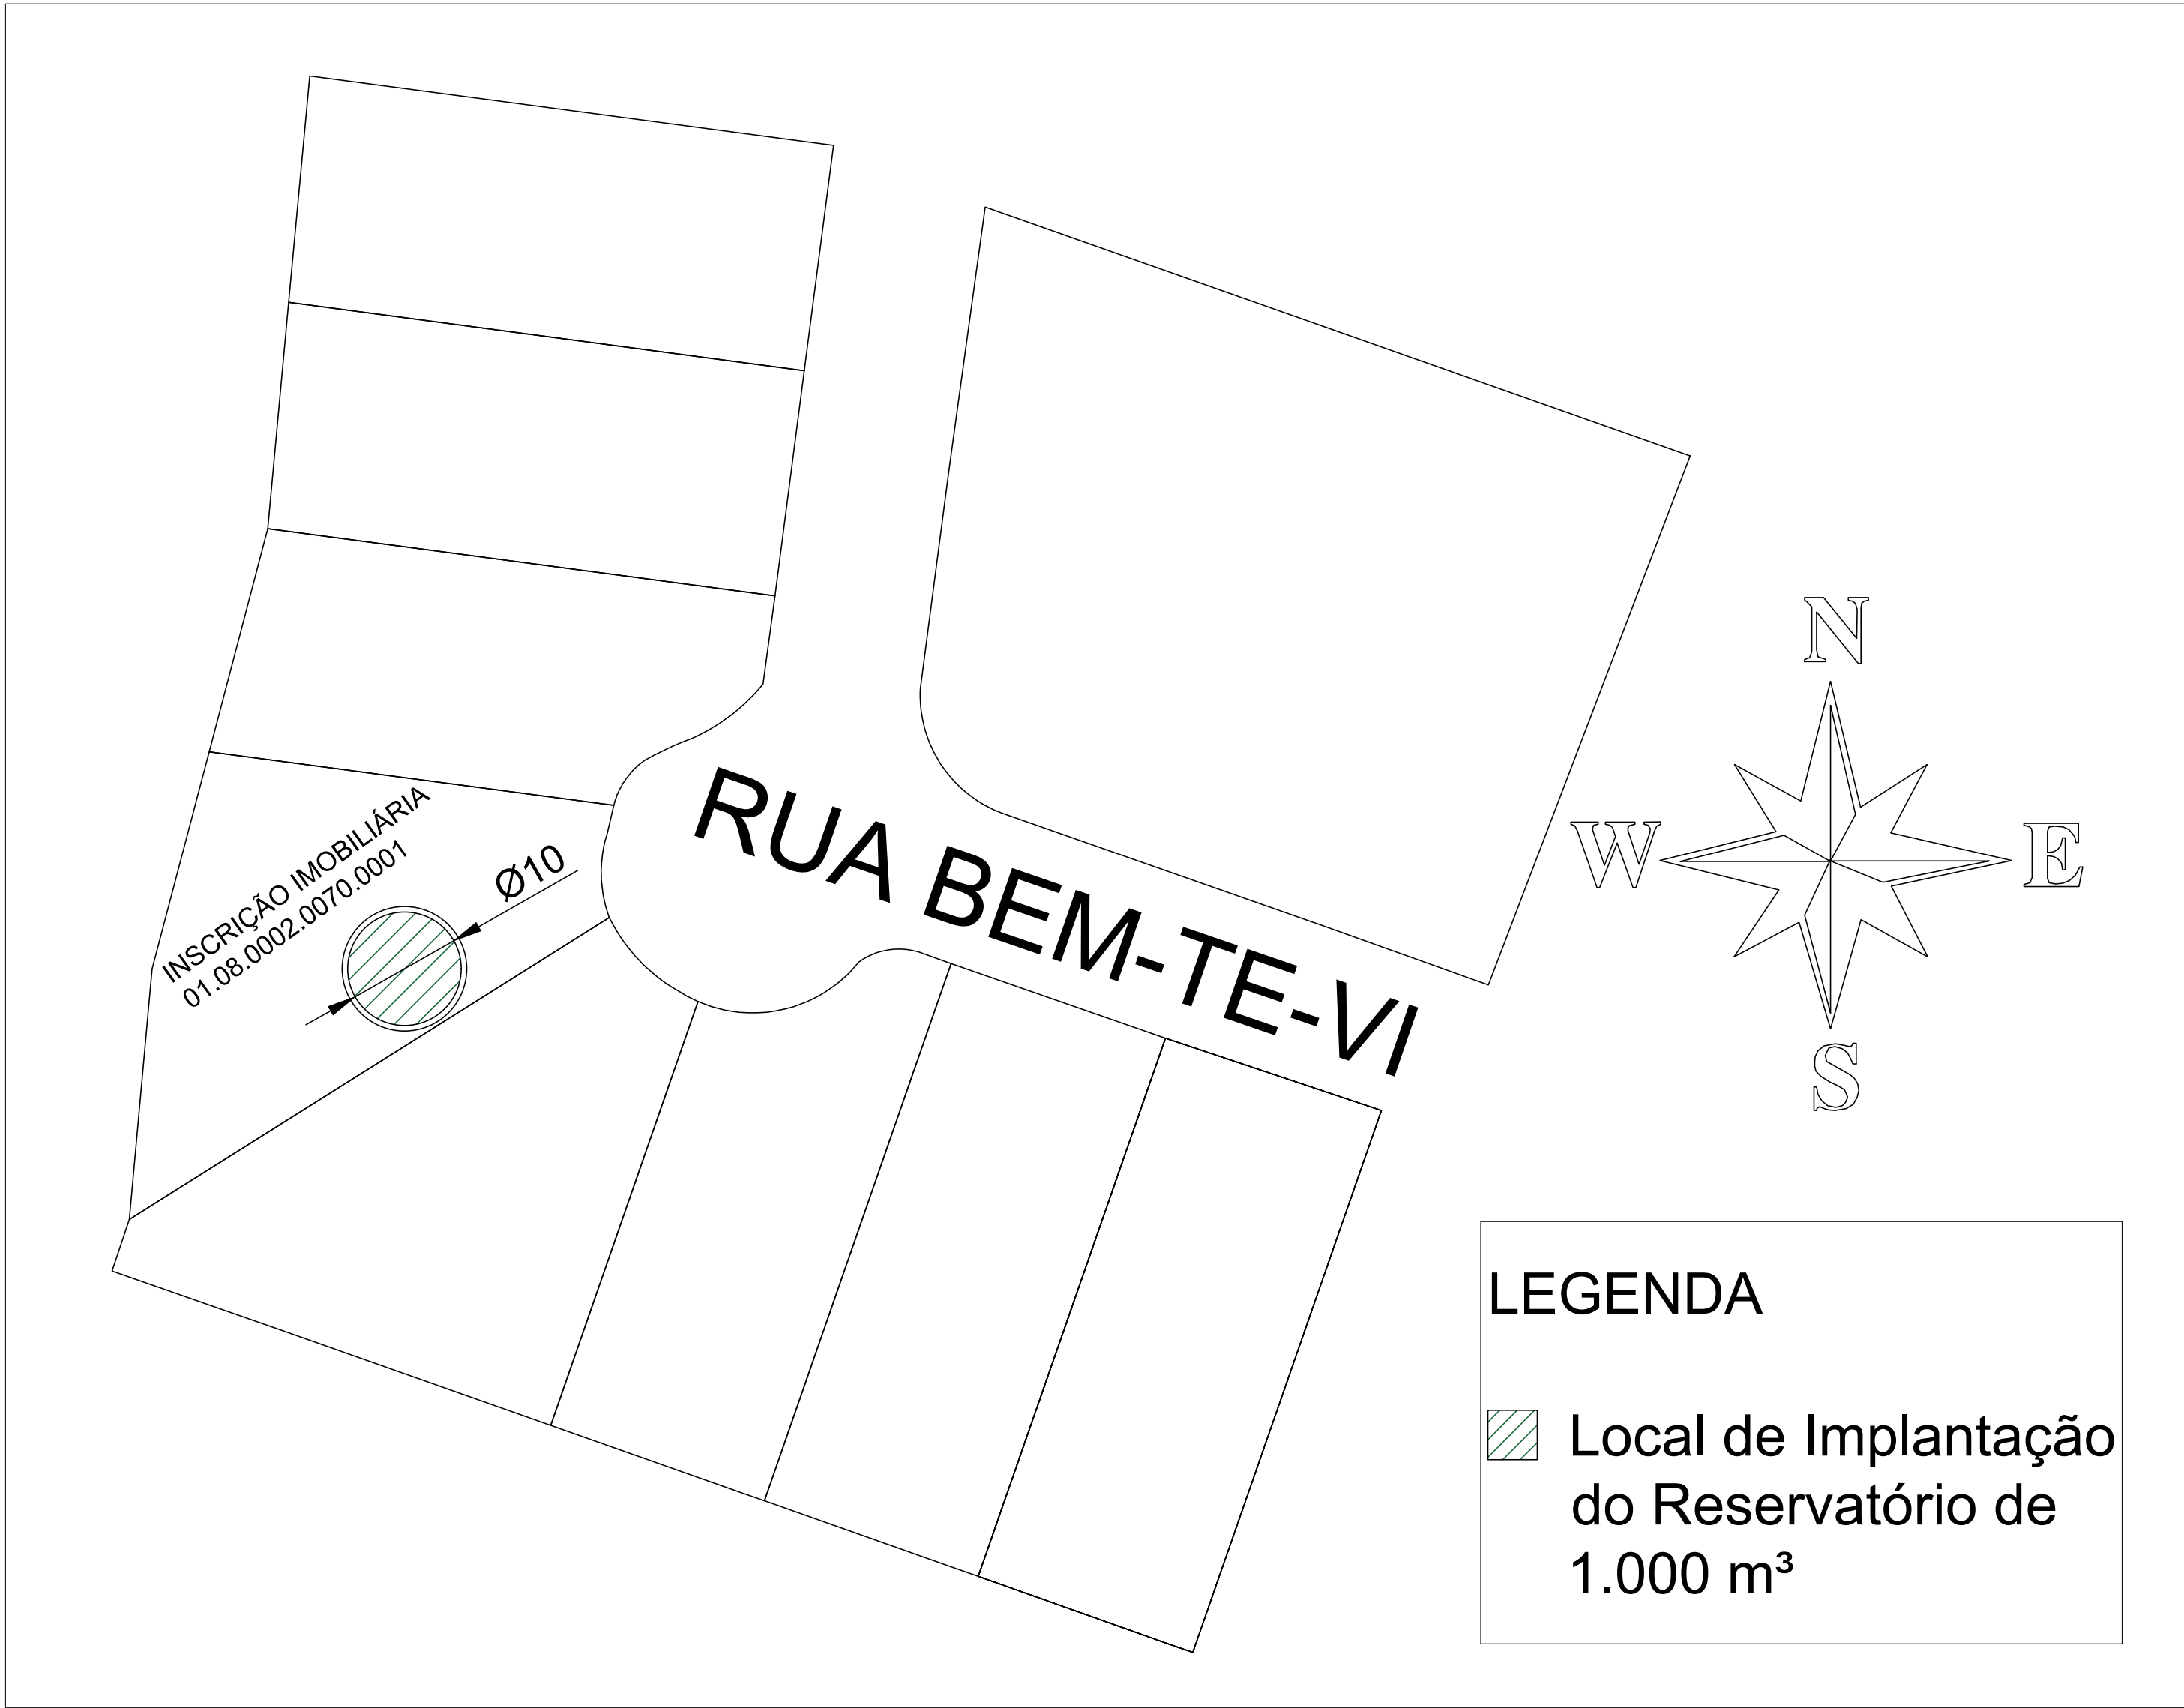 INSCRIÇÃO IMOBILIÁRIA
01.08.0002.0070.0001
Ø10
RUA BEM-TE-VI
N
W
E
S
LEGENDA
Local de Implantação
do Reservatório de
1.000 m³